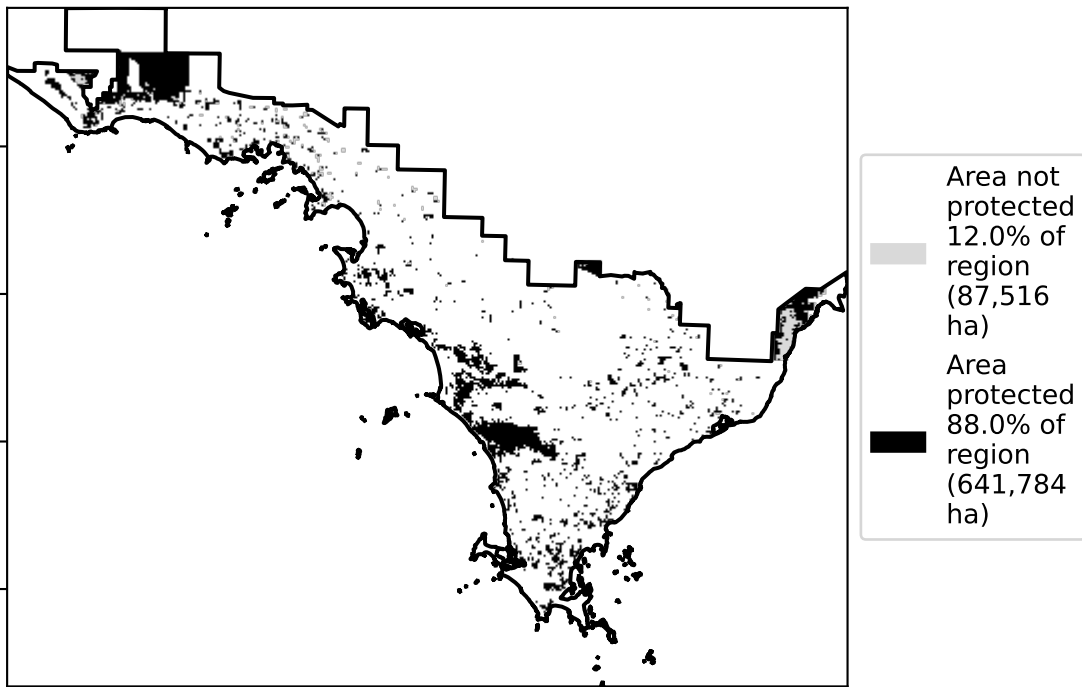 Area not
protected
12.0% of
region
(87,516
ha)
Area
protected
88.0% of
region
(641,784
ha)